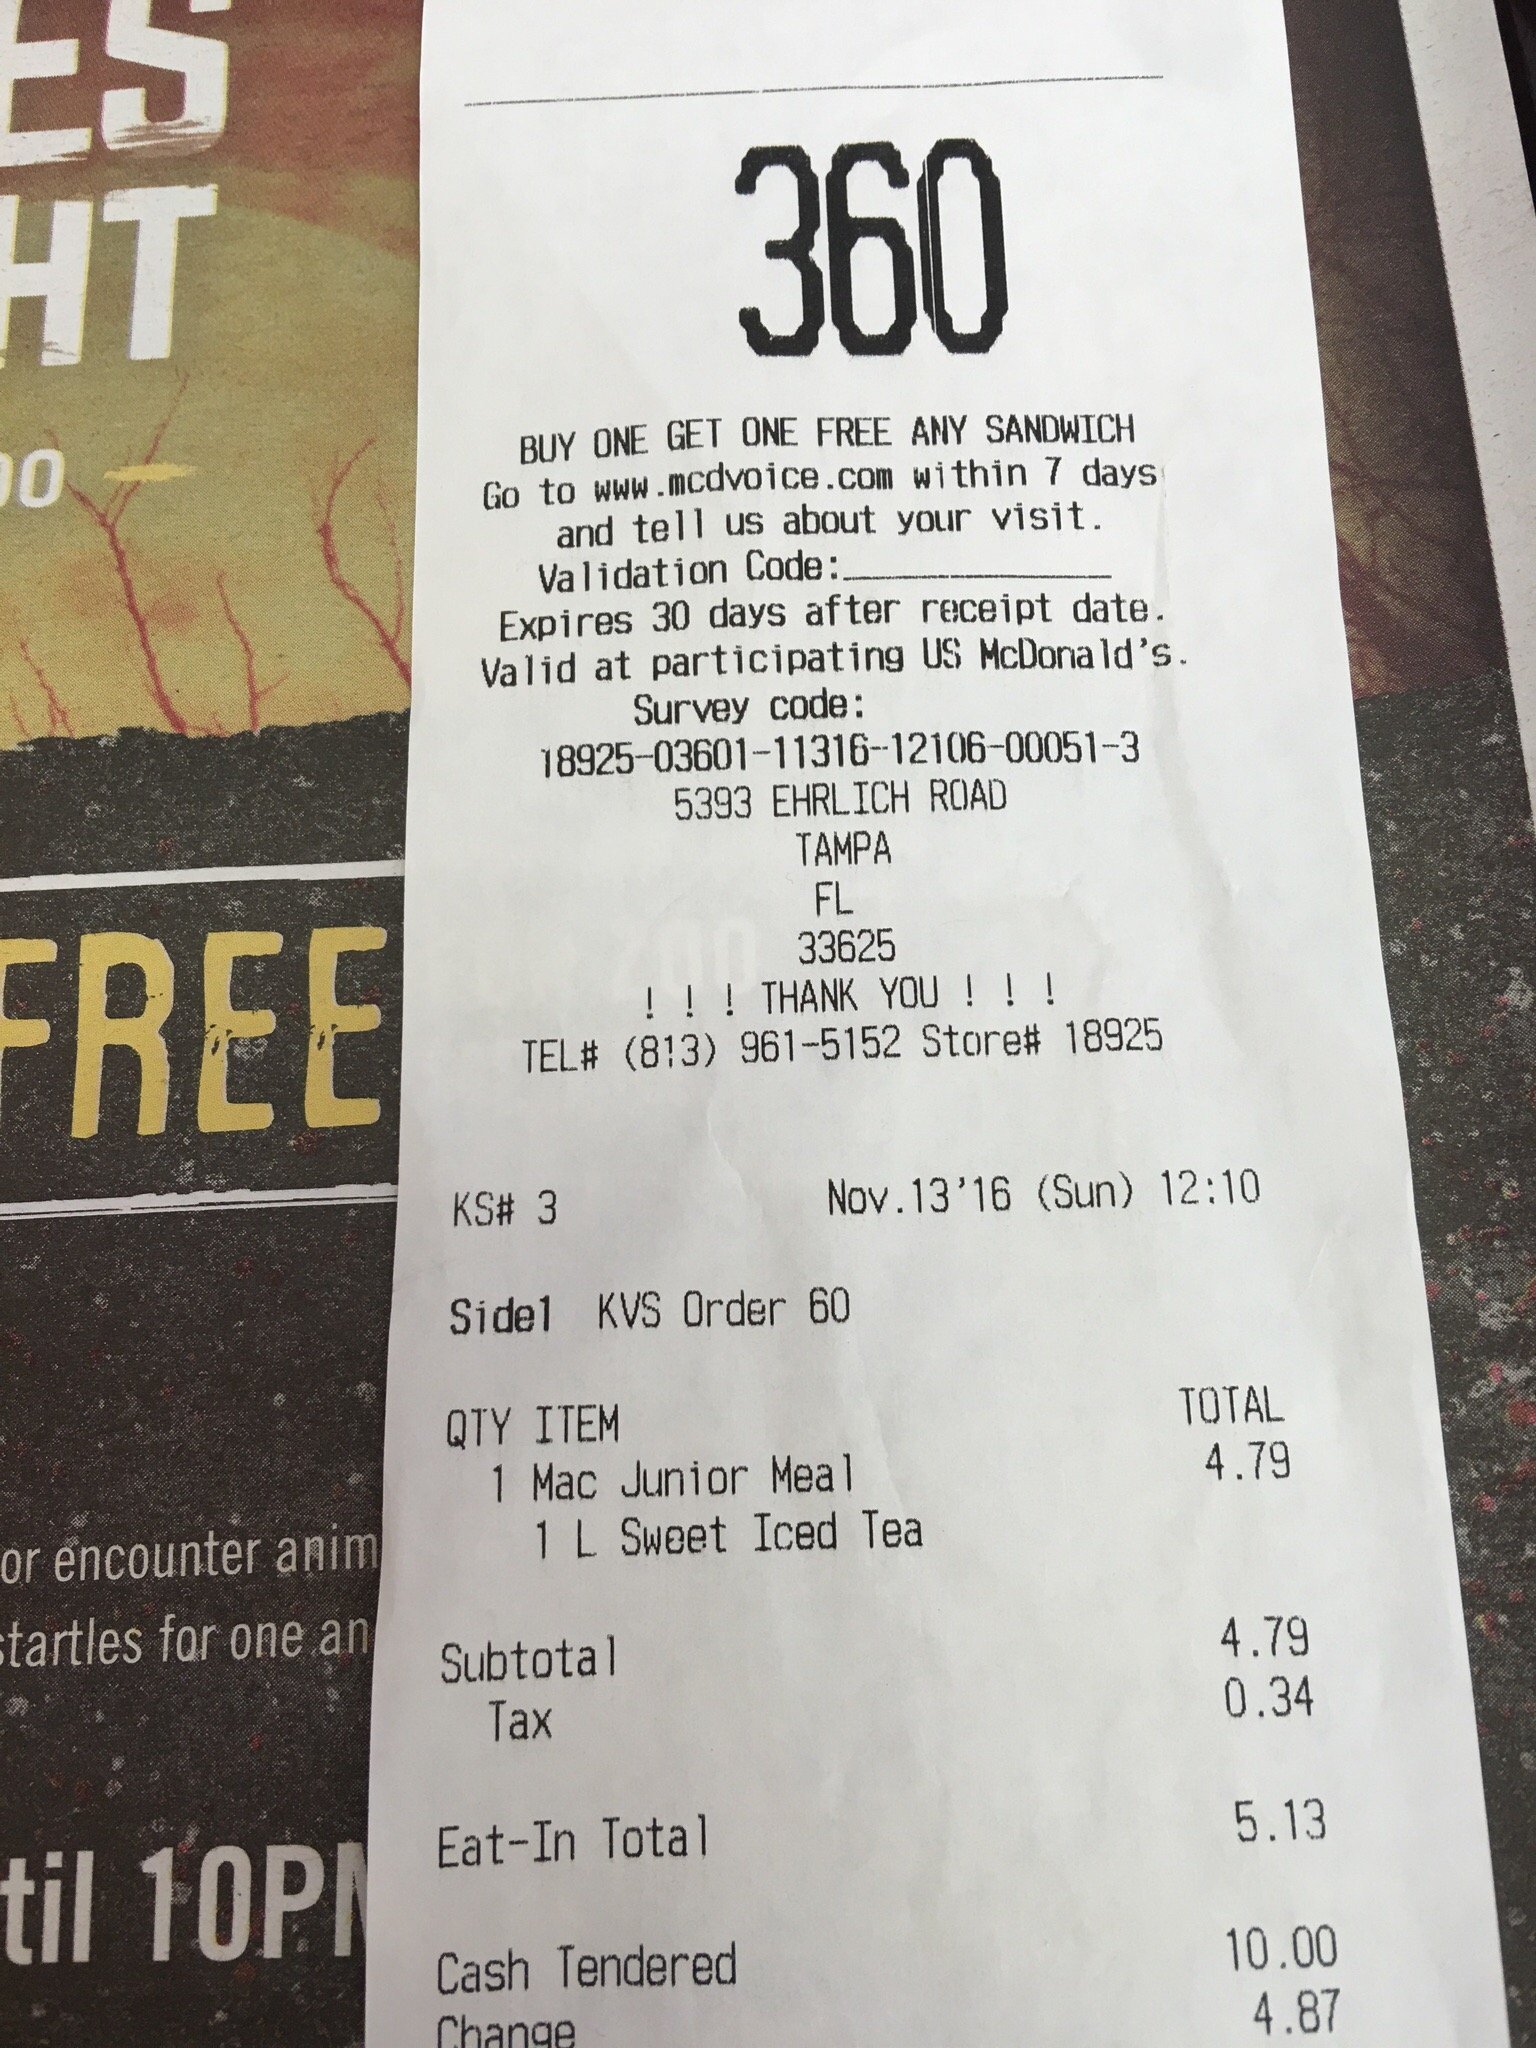 ES
HT
00
FREE
or encounter anim
startles for one an
til 10PM
360
BUY ONE GET ONE FREE ANY SANDWICH
Go to www.mcdvoice.com within 7 days
and tell us about your visit.
Validation Code:______________
Expires 30 days after receipt date.
Valid at participating US McDonald's.
Survey code:
18925-03601-11316-12106-00051-3
5393 EHRLICH ROAD
TAMPA
FL
33625
! ! ! THANK YOU ! ! !
TEL# (813) 961-5152 Store# 18925
KS# 3 Nov.13'16 (Sun) 12:10
Side1 KVS Order 60
QTY ITEM TOTAL
1 Mac Junior Meal 4.79
1 L Sweet Iced Tea
Subtotal 4.79
Tax 0.34
Eat-In Total 5.13
Cash Tendered 10.00
Change 4.87